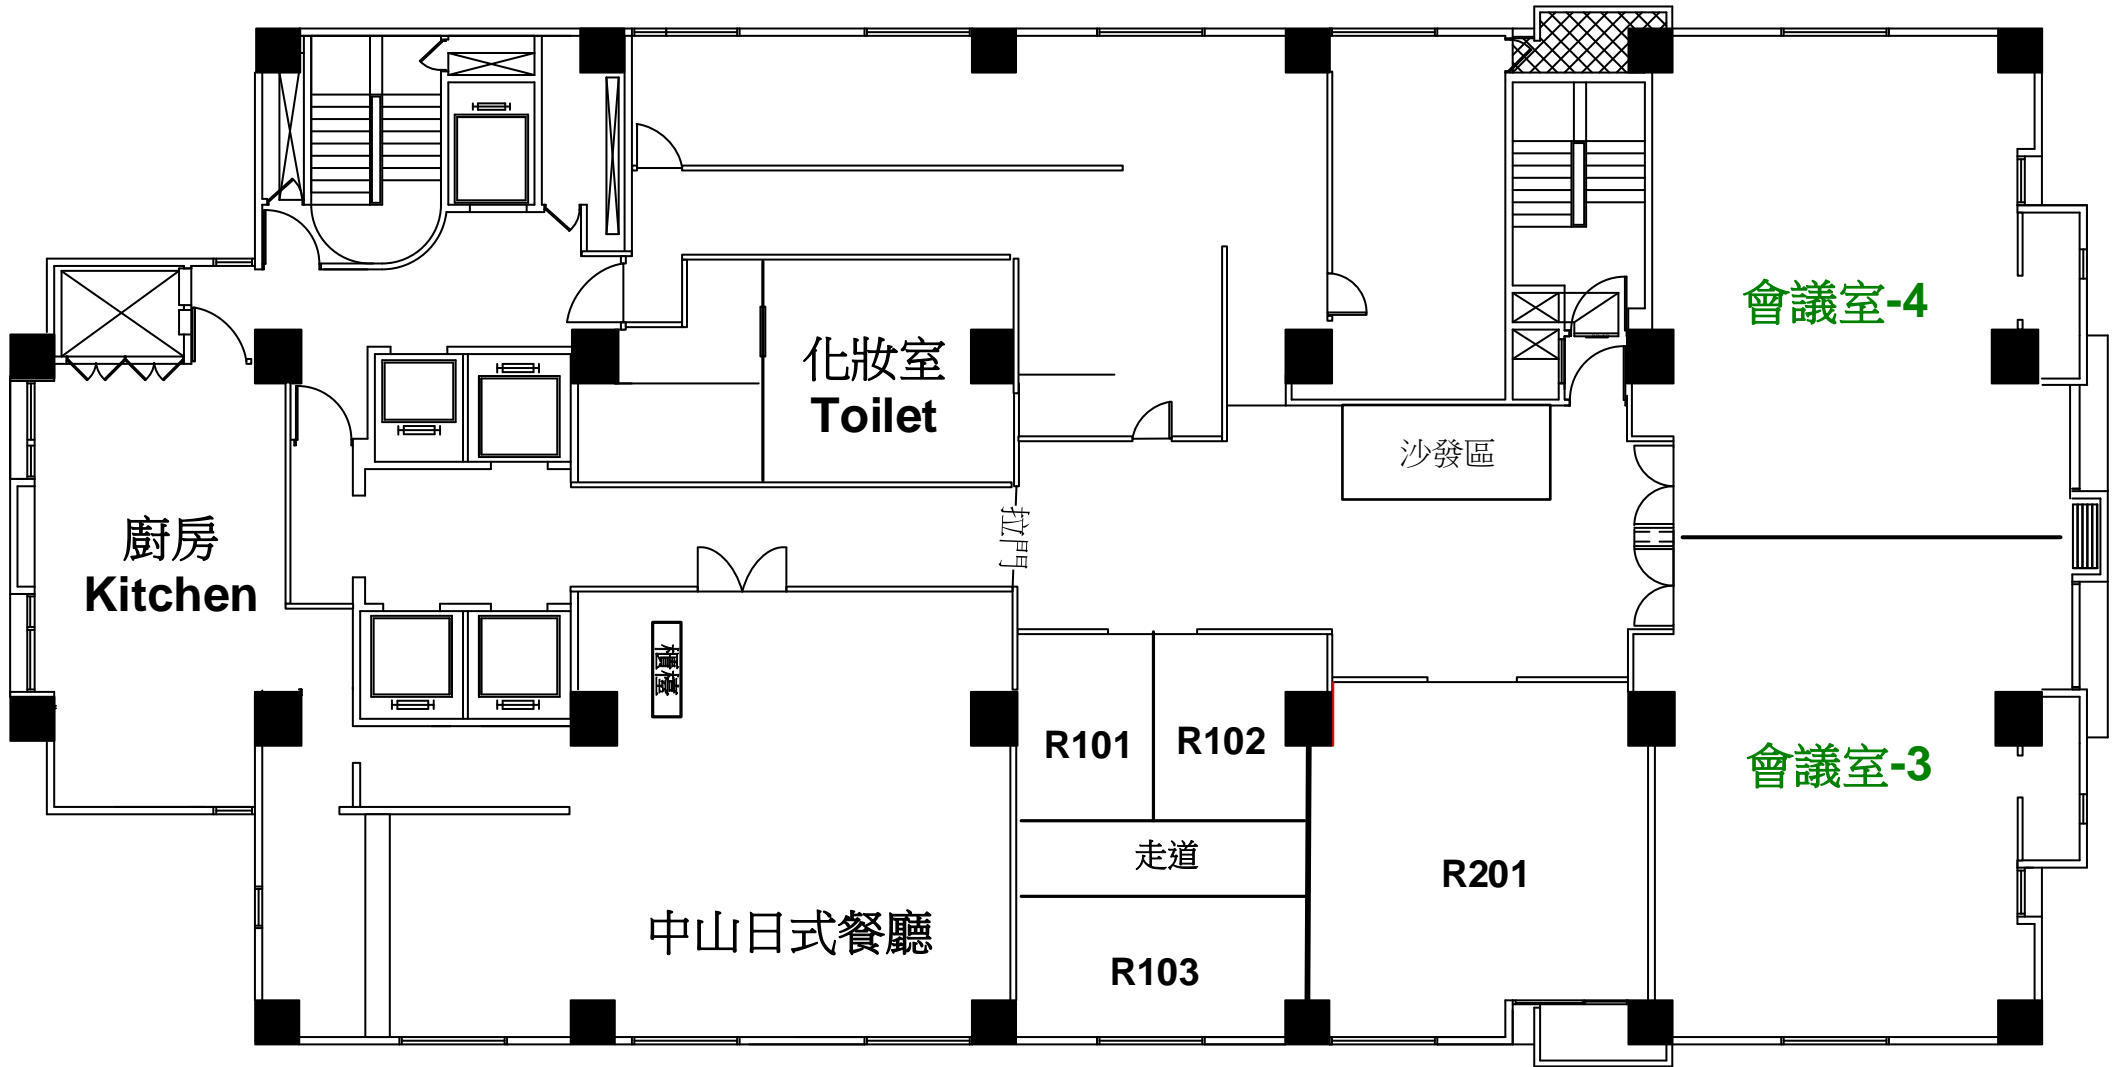 會議室-4
化妝室
Toilet
沙發區
拉門
廚房
Kitchen
櫃檯
R101
R102
會議室-3
走道
R201
中山日式餐廳
R103